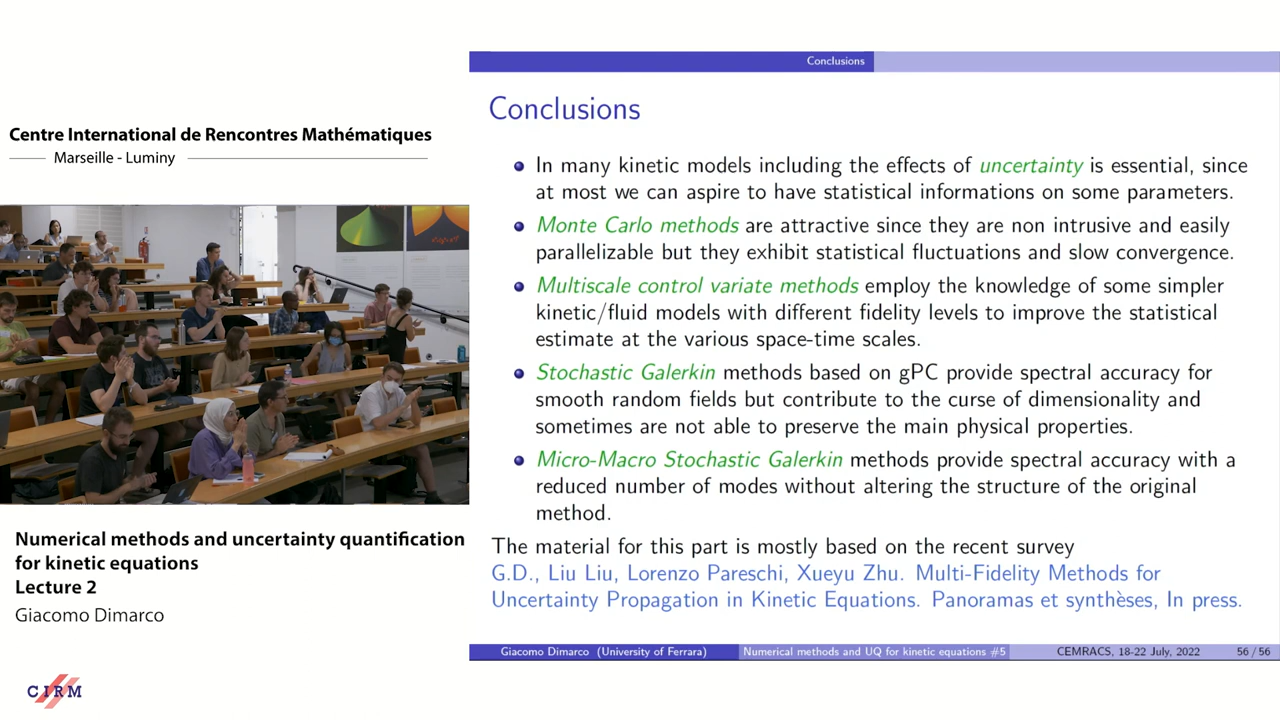 Centre International de Rencontres Mathématiques
Marseille - Luminy
Numerical methods and uncertainty quantification
for kinetic equations
Lecture 2
Giacomo Dimarco
CIRM
Conclusions
Conclusions
In many kinetic models including the effects of uncertainty is essential, since
at most we can aspire to have statistical informations on some parameters.
Monte Carlo methods are attractive since they are non intrusive and easily
parallelizable but they exhibit statistical fluctuations and slow convergence.
Multiscale control variate methods employ the knowledge of some simpler
kinetic/fluid models with different fidelity levels to improve the statistical
estimate at the various space-time scales.
Stochastic Galerkin methods based on gPC provide spectral accuracy for
smooth random fields but contribute to the curse of dimensionality and
sometimes are not able to preserve the main physical properties.
Micro-Macro Stochastic Galerkin methods provide spectral accuracy with a
reduced number of modes without altering the structure of the original
method.
The material for this part is mostly based on the recent survey
G.D., Liu Liu, Lorenzo Pareschi, Xueyu Zhu. Multi-Fidelity Methods for
Uncertainty Propagation in Kinetic Equations. Panoramas et synthèses, In press.
Giacomo Dimarco (University of Ferrara)
Numerical methods and UQ for kinetic equations #5
CEMRACS, 18-22 July, 2022
56 / 56